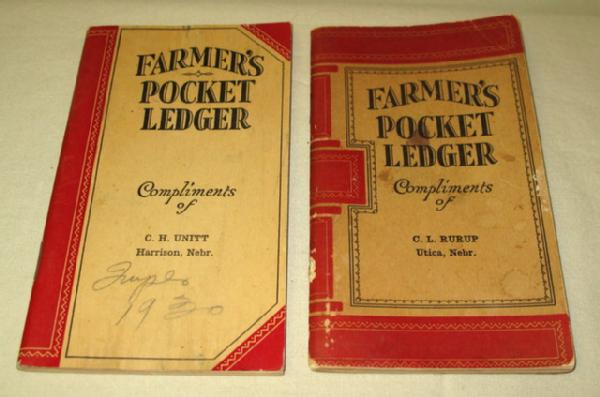 FARMER'S
POCKET
LEDGER
Compliments
of
C. H. UNITT
Harrison, Nebr.
1930
FARMER'S
POCKET
LEDGER
Compliments
of
C. L. RURUP
Utica, Nebr.